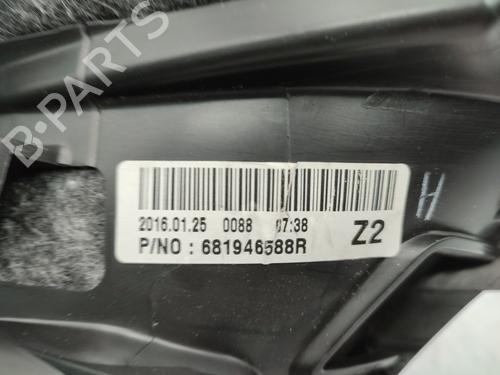 B-PARTS
2016.01.25 0088 07:38
P/NO : 681946588R Z2
H